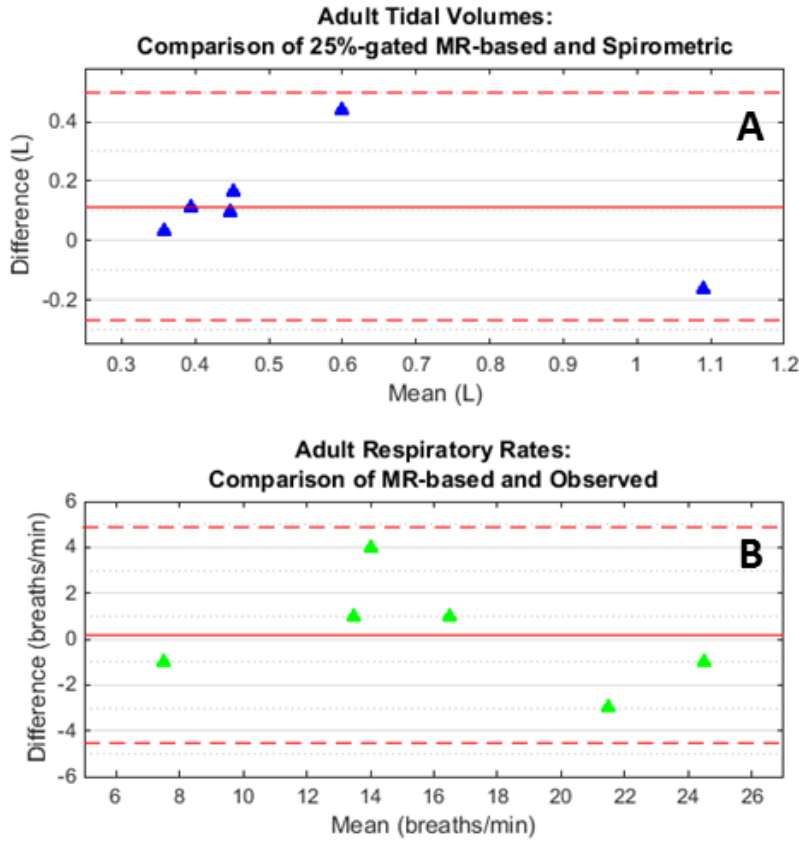 Adult Tidal Volumes:
Comparison of 25%-gated MR-based and Spirometric
A
Difference (L)
0.4
0.2
0
-0.2
0.3 0.4 0.5 0.6 0.7 0.8 0.9 1 1.1 1.2
Mean (L)
Adult Respiratory Rates:
Comparison of MR-based and Observed
B
Difference (breaths/min)
6
4
2
0
-2
-4
-6
6 8 10 12 14 16 18 20 22 24 26
Mean (breaths/min)